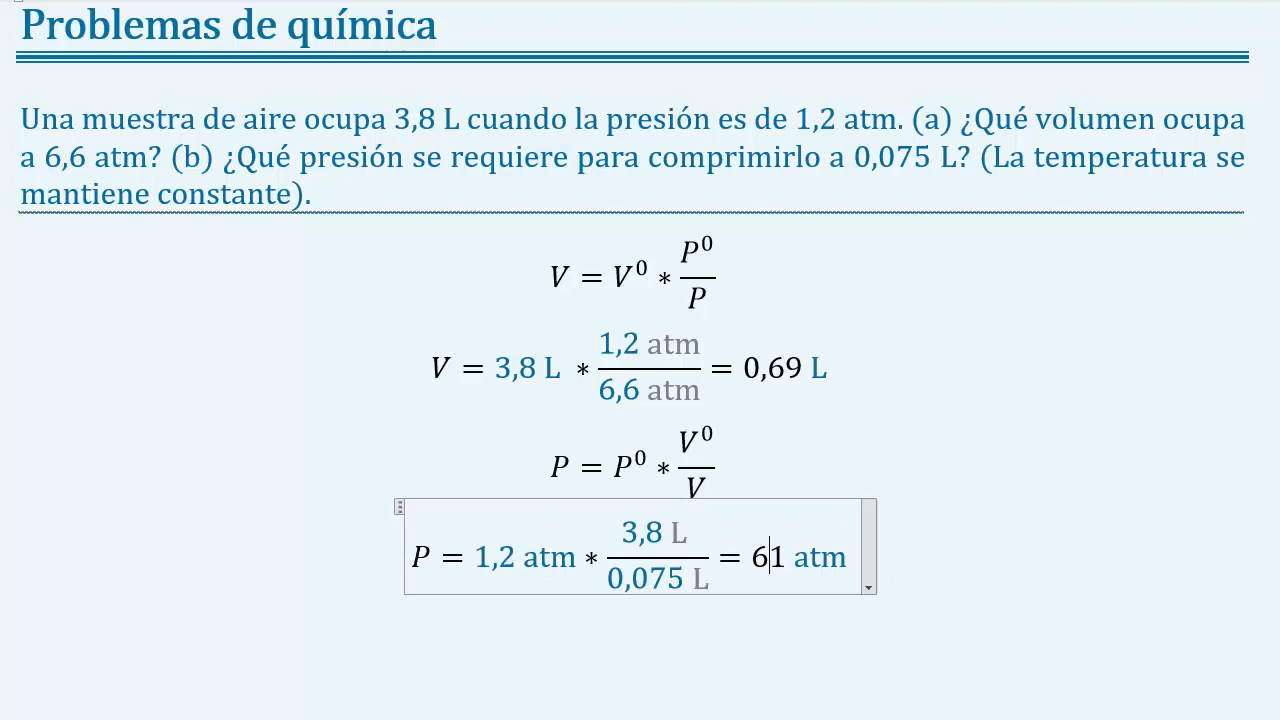 Problemas de química
Una muestra de aire ocupa 3,8 L cuando la presión es de 1,2 atm. (a) ¿Qué volumen ocupa
a 6,6 atm? (b) ¿Qué presión se requiere para comprimirlo a 0,075 L? (La temperatura se
mantiene constante).
V = V⁰ * P⁰/P
V = 3,8 L * 1,2 atm/6,6 atm = 0,69 L
P = P⁰ * V⁰/V
P = 1,2 atm * 3,8 L/0,075 L = 61 atm